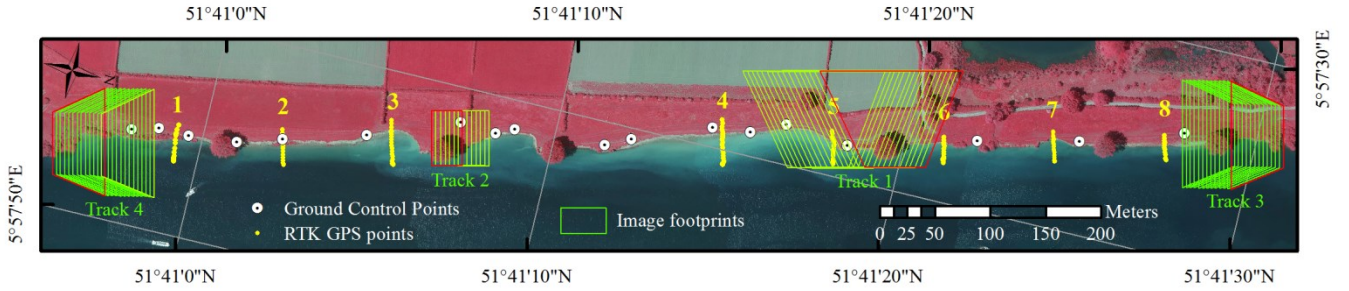 51°41'0"N 51°41'10"N 51°41'20"N
5°57'30"E
N
1 2 3 4 5 6 7 8
Track 2
Track 1
Track 4
Track 3
5°57'50"E
Ground Control Points
RTK GPS points
Image footprints
Meters
0 25 50 100 150 200
51°41'0"N 51°41'10"N 51°41'20"N 51°41'30"N